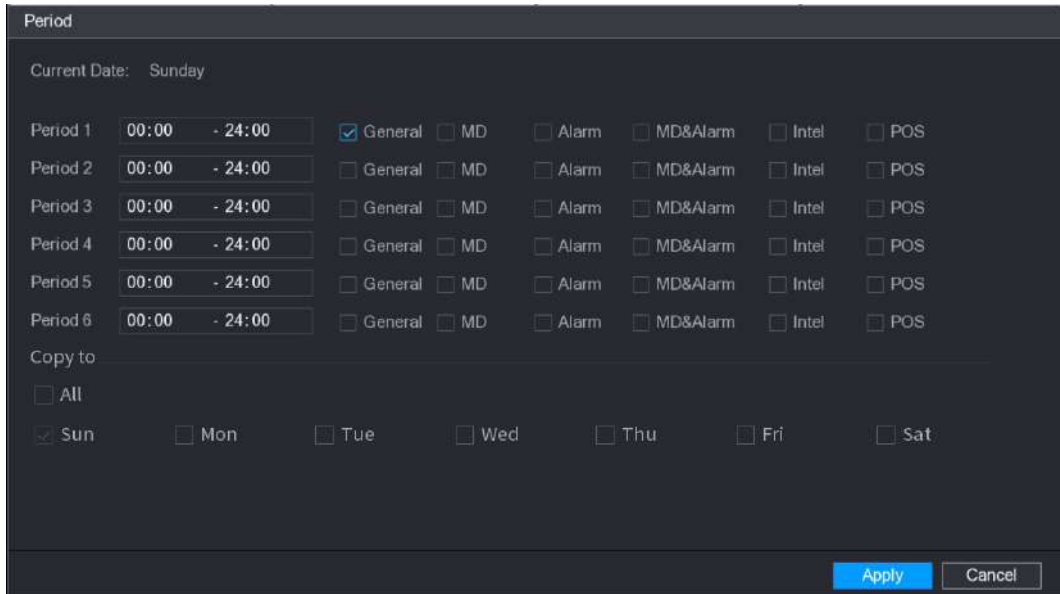 Period
Current Date: Sunday
Period 1 00:00 - 24:00 General MD Alarm MD&Alarm Intel POS
Period 2 00:00 - 24:00 General MD Alarm MD&Alarm Intel POS
Period 3 00:00 - 24:00 General MD Alarm MD&Alarm Intel POS
Period 4 00:00 - 24:00 General MD Alarm MD&Alarm Intel POS
Period 5 00:00 - 24:00 General MD Alarm MD&Alarm Intel POS
Period 6 00:00 - 24:00 General MD Alarm MD&Alarm Intel POS
Copy to
All
Sun Mon Tue Wed Thu Fri Sat
Apply Cancel